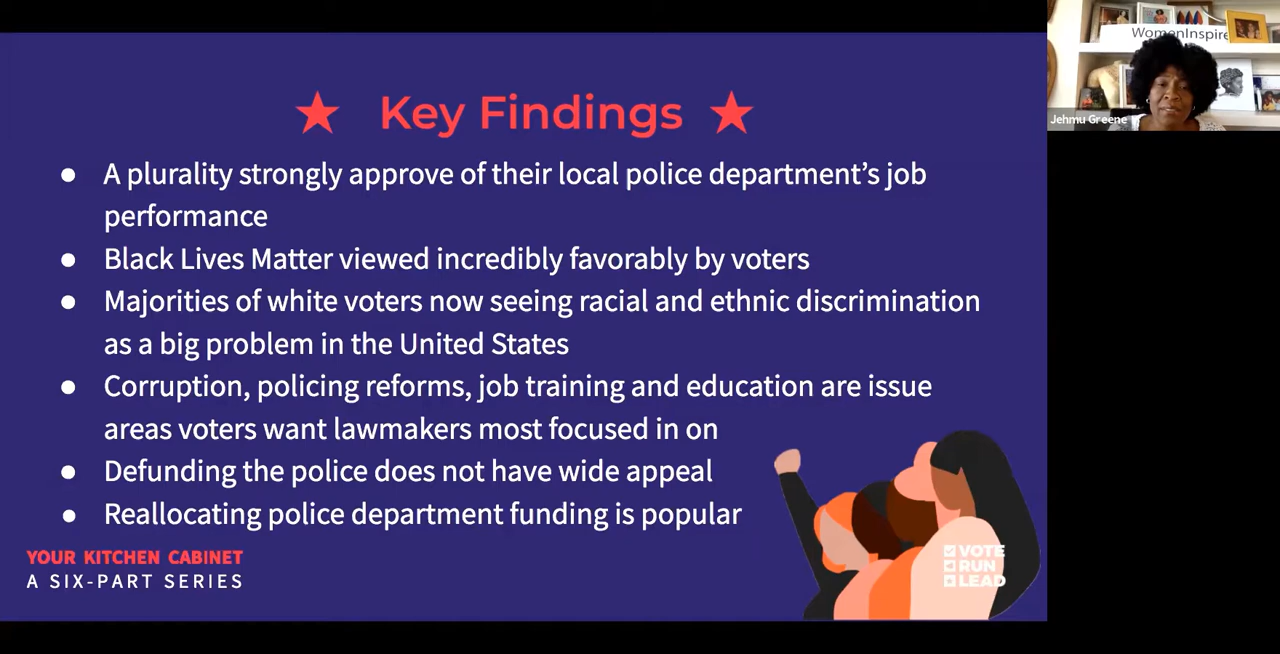 WomenInspire
Jehmu Greene
Key Findings
● A plurality strongly approve of their local police department’s job
performance
● Black Lives Matter viewed incredibly favorably by voters
● Majorities of white voters now seeing racial and ethnic discrimination
as a big problem in the United States
● Corruption, policing reforms, job training and education are issue
areas voters want lawmakers most focused in on
● Defunding the police does not have wide appeal
● Reallocating police department funding is popular
YOUR KITCHEN CABINET
A SIX-PART SERIES
VOTE
RUN
LEAD